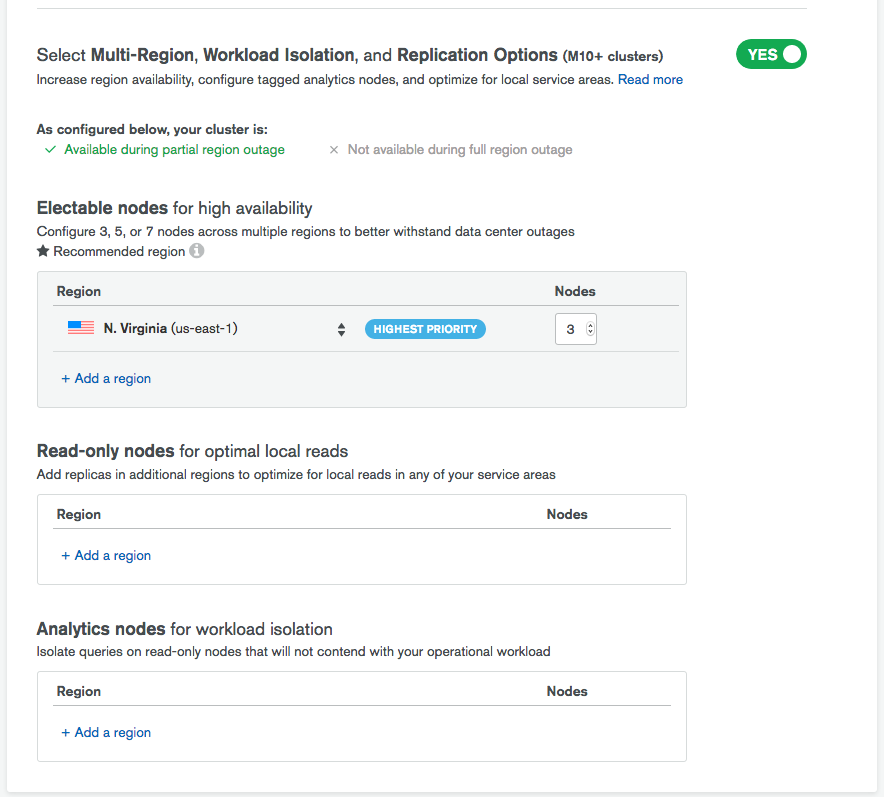 Select Multi-Region, Workload Isolation, and Replication Options (M10+ clusters)
YES
Increase region availability, configure tagged analytics nodes, and optimize for local service areas. Read more
As configured below, your cluster is:
✓ Available during partial region outage
× Not available during full region outage
Electable nodes for high availability
Configure 3, 5, or 7 nodes across multiple regions to better withstand data center outages
★ Recommended region i
Region Nodes
N. Virginia (us-east-1) HIGHEST PRIORITY 3
+ Add a region
Read-only nodes for optimal local reads
Add replicas in additional regions to optimize for local reads in any of your service areas
Region Nodes
+ Add a region
Analytics nodes for workload isolation
Isolate queries on read-only nodes that will not contend with your operational workload
Region Nodes
+ Add a region